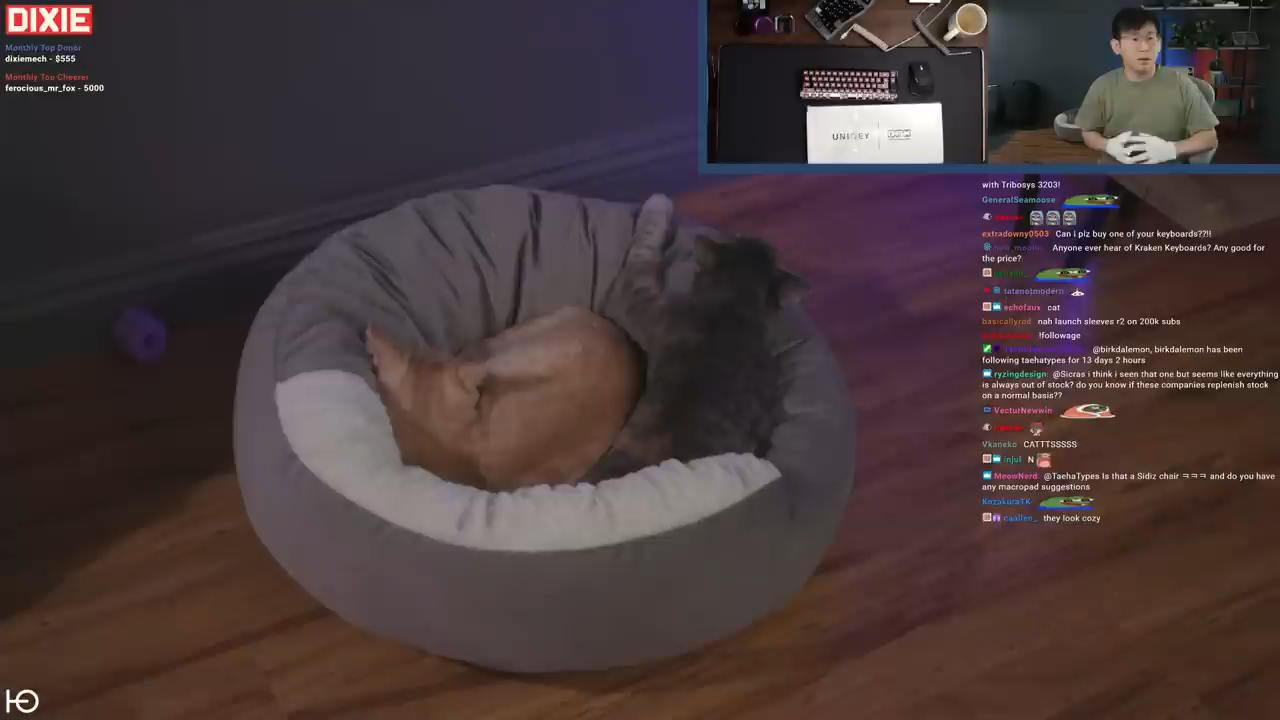 DIXIE
Monthly Top Donor
dixiemech - $555
Monthly Top Cheerer
ferocious_mr_fox - 5000
with Tribosys 3203!
GeneralSeamoose
extradowny0503 Can i plz buy one of your keyboards??!!
Anyone ever hear of Kraken Keyboards? Any good for
the price?
tatenotmodern
echofaux cat
basicallyrod nah launch sleeves r2 on 200k subs
!followage
@birkdalemon, birkdalemon has been
following taehatypes for 13 days 2 hours
ryzingdesign: @Sicras i think i seen that one but seems like everything
is always out of stock? do you know if these companies replenish stock
on a normal basis??
VecturNewwin
Vkaneko CATTTSSSSS
injul N
MeowNerd @TaehaTypes Is that a Sidiz chair ㅋㅋㅋ and do you have
any macropad suggestions
KozakuraTK
caallen_ they look cozy